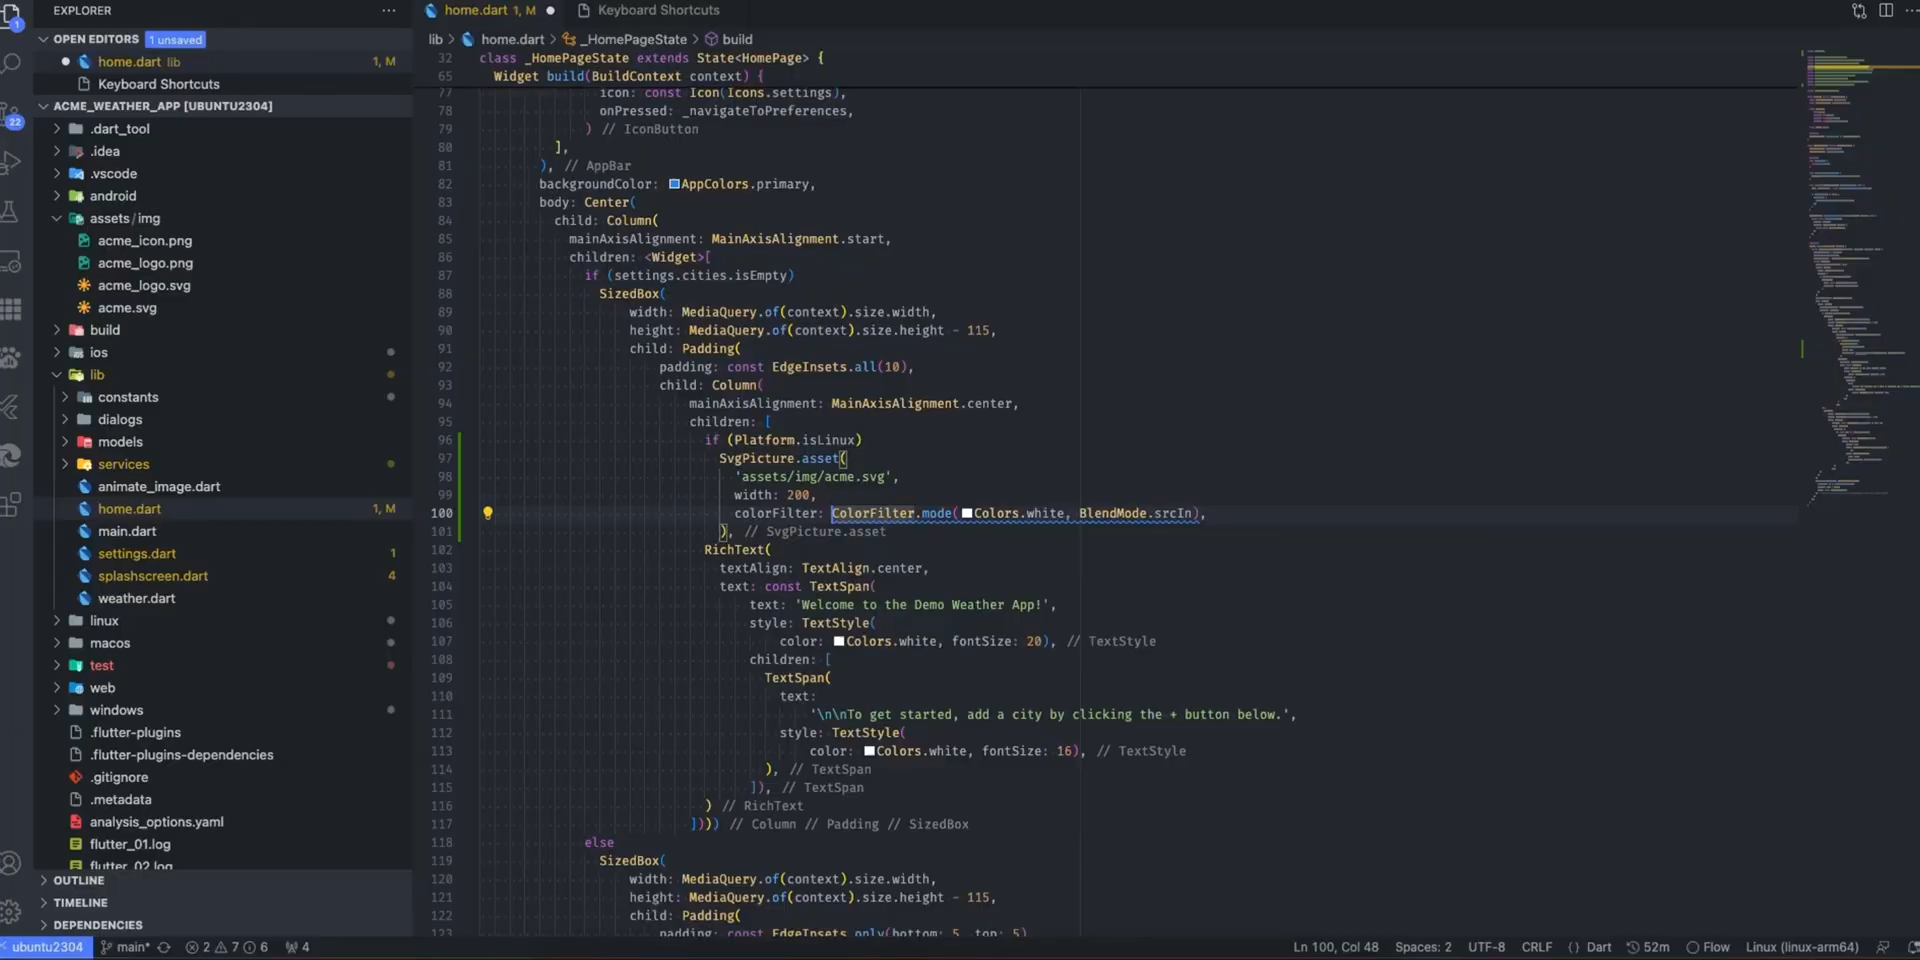 EXPLORER
OPEN EDITORS 1 unsaved
home.dart lib 1, M
Keyboard Shortcuts
ACME_WEATHER_APP [UBUNTU2304]
.dart_tool
.idea
.vscode
android
assets/img
acme_icon.png
acme_logo.png
acme_logo.svg
acme.svg
build
ios
lib
constants
dialogs
models
services
animate_image.dart
home.dart 1, M
main.dart
settings.dart 1
splashscreen.dart 4
weather.dart
linux
macos
test
web
windows
.flutter-plugins
.flutter-plugins-dependencies
.gitignore
.metadata
analysis_options.yaml
flutter_01.log
flutter_02.log
OUTLINE
TIMELINE
DEPENDENCIES
1
22
home.dart 1, M
Keyboard Shortcuts
lib > home.dart > _HomePageState > build
32 class _HomePageState extends State<HomePage> {
65 Widget build(BuildContext context) {
77 icon: const Icon(Icons.settings),
78 onPressed: _navigateToPreferences,
79 ) // IconButton
80 ],
81 ), // AppBar
82 backgroundColor: AppColors.primary,
83 body: Center(
84 child: Column(
85 mainAxisAlignment: MainAxisAlignment.start,
86 children: <Widget>[
87 if (settings.cities.isEmpty)
88 SizedBox(
89 width: MediaQuery.of(context).size.width,
90 height: MediaQuery.of(context).size.height - 115,
91 child: Padding(
92 padding: const EdgeInsets.all(10),
93 child: Column(
94 mainAxisAlignment: MainAxisAlignment.center,
95 children: [
96 if (Platform.isLinux)
97 SvgPicture.asset(
98 'assets/img/acme.svg',
99 width: 200,
100 colorFilter: ColorFilter.mode(Colors.white, BlendMode.srcIn),
101 ), // SvgPicture.asset
102 RichText(
103 textAlign: TextAlign.center,
104 text: const TextSpan(
105 text: 'Welcome to the Demo Weather App!',
106 style: TextStyle(
107 color: Colors.white, fontSize: 20), // TextStyle
108 children: [
109 TextSpan(
110 text:
111 '\n\nTo get started, add a city by clicking the + button below.',
112 style: TextStyle(
113 color: Colors.white, fontSize: 16), // TextStyle
114 ), // TextSpan
115 ]), // TextSpan
116 ) // RichText
117 ]))) // Column // Padding // SizedBox
118 else
119 SizedBox(
120 width: MediaQuery.of(context).size.width,
121 height: MediaQuery.of(context).size.height - 115,
122 child: Padding(
123 padding: const EdgeInsets.only(bottom: 5, top: 5)
ubuntu2304 main* 2 7 6 4
Ln 100, Col 48 Spaces: 2 UTF-8 CRLF {} Dart 52m Flow Linux (linux-arm64)